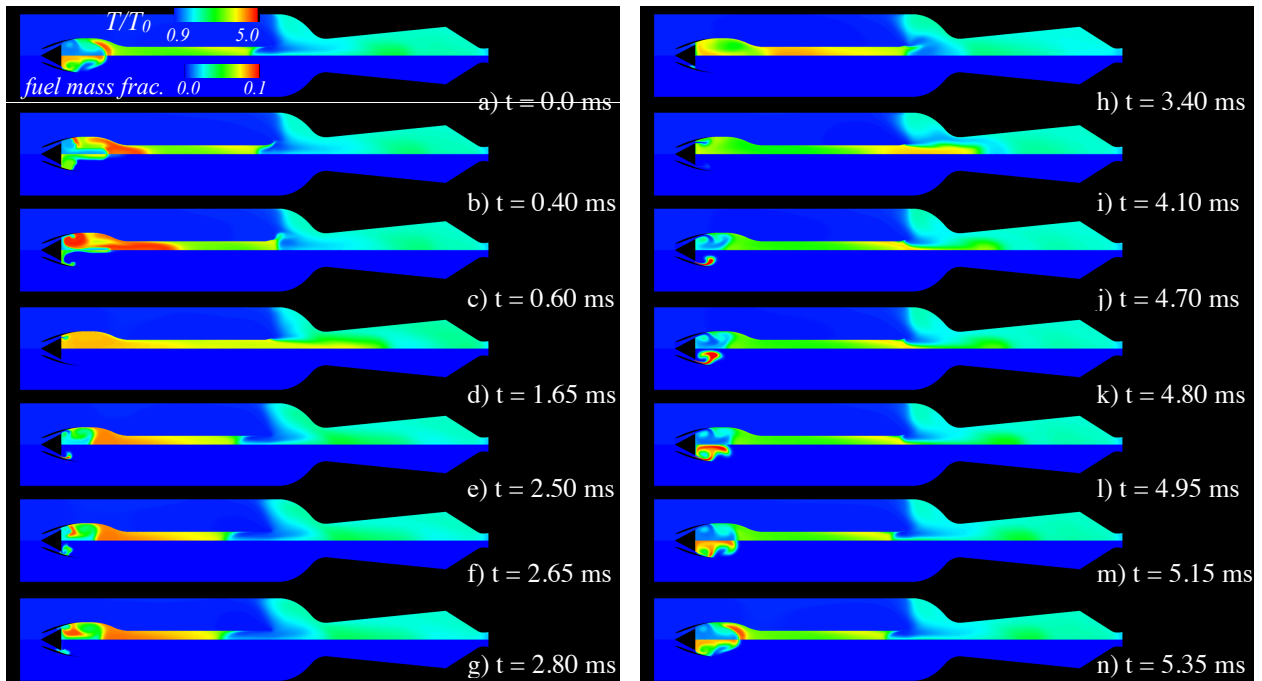 T/T0
0.9 5.0
fuel mass frac. 0.0 0.1
a) t = 0.0 ms
b) t = 0.40 ms
c) t = 0.60 ms
d) t = 1.65 ms
e) t = 2.50 ms
f) t = 2.65 ms
g) t = 2.80 ms
h) t = 3.40 ms
i) t = 4.10 ms
j) t = 4.70 ms
k) t = 4.80 ms
l) t = 4.95 ms
m) t = 5.15 ms
n) t = 5.35 ms